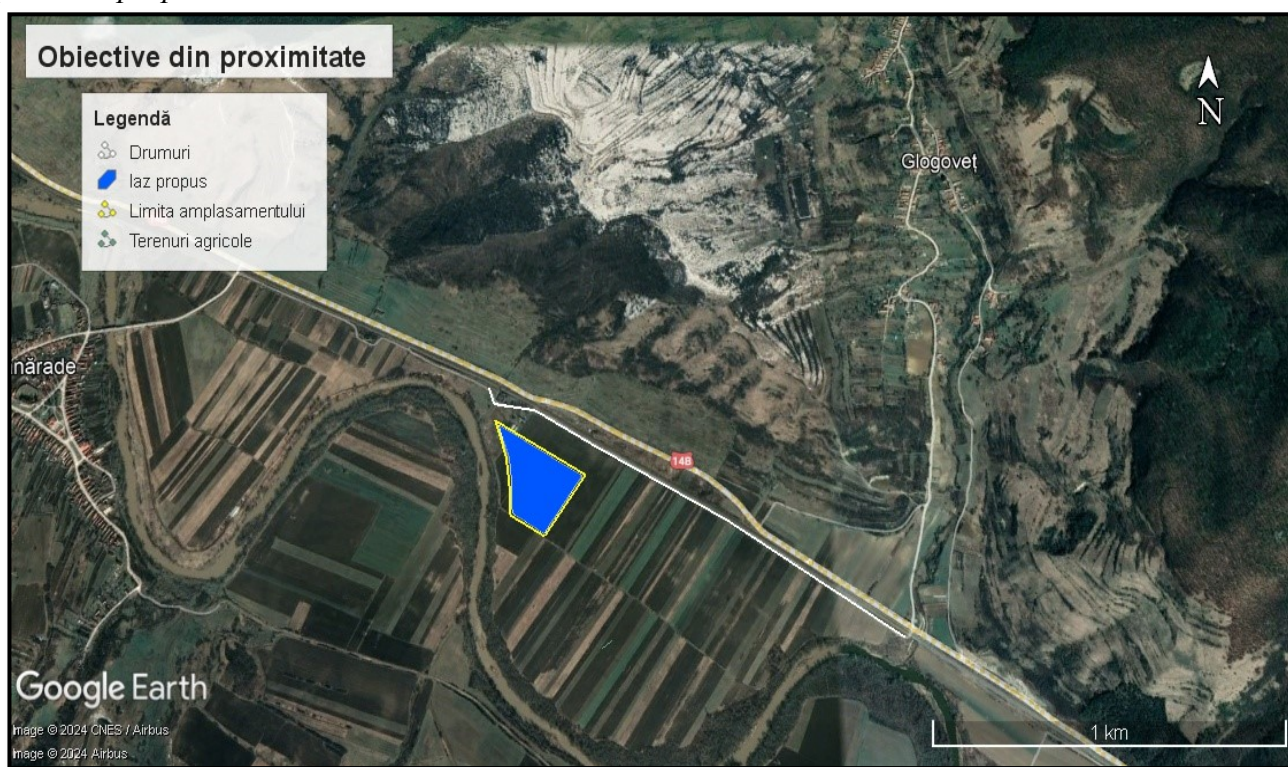 Obiective din proximitate
Legendă
Drumuri
Iaz propus
Limita amplasamentului
Terenuri agricole
N
Glogoveț
nărade
14B
Google Earth
Image © 2024 CNES / Airbus
Image © 2024 Airbus
1 km